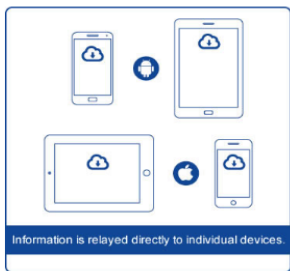 Information is relayed directly to individual devices.